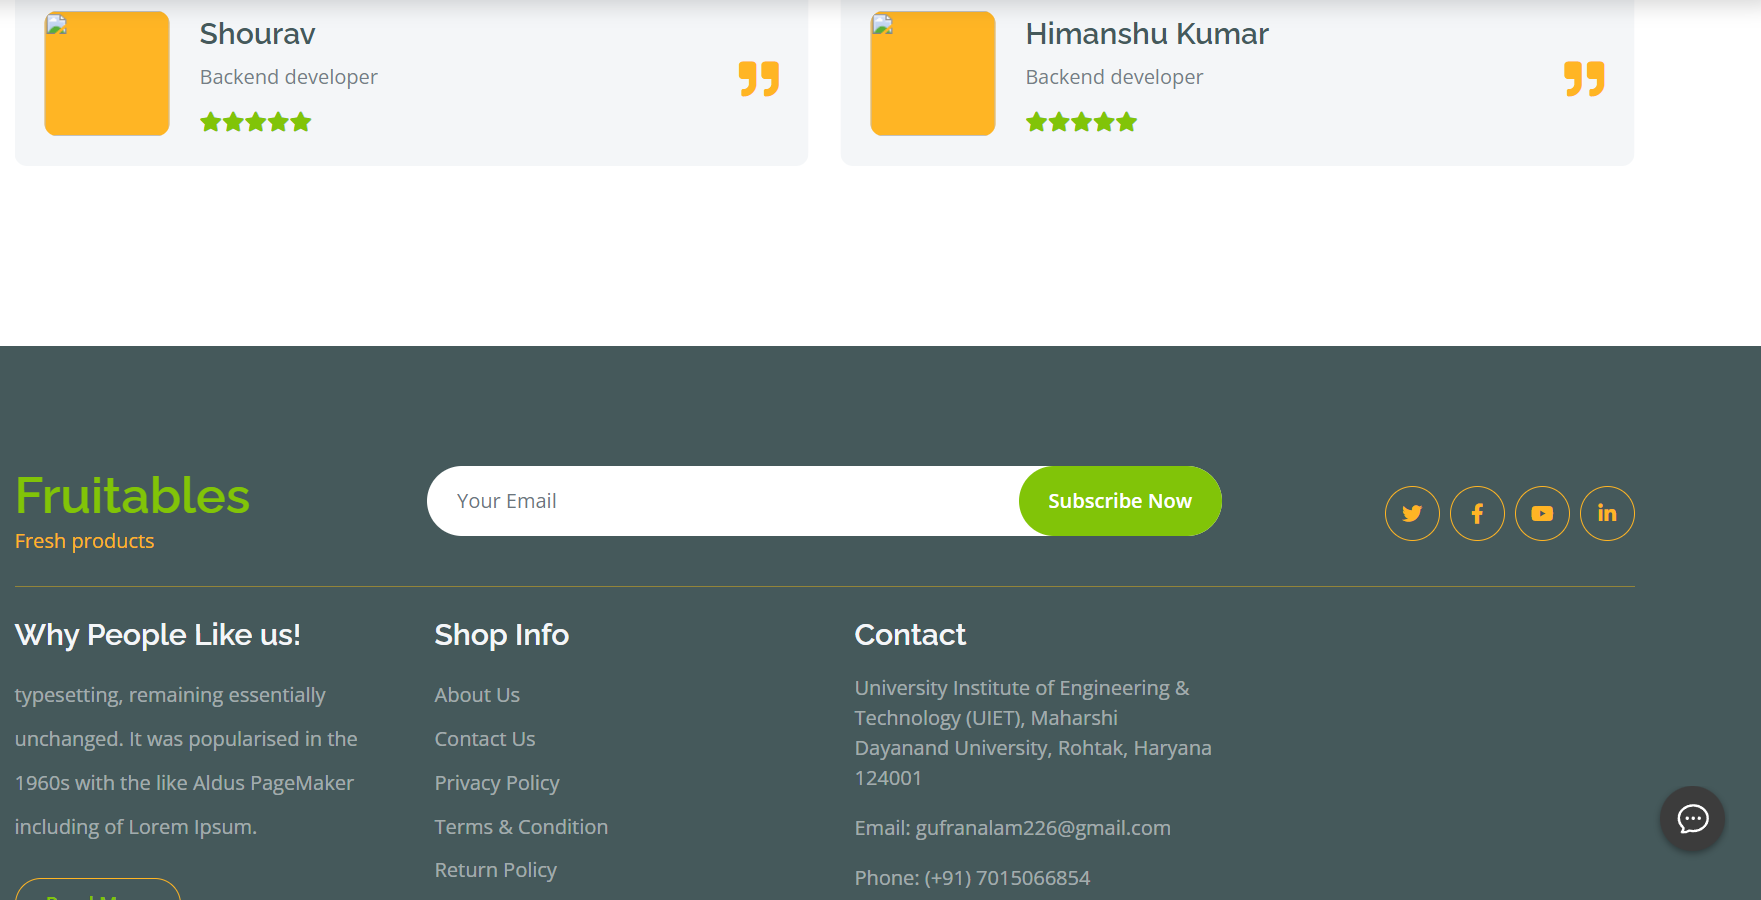 Shourav
Backend developer
Himanshu Kumar
Backend developer
Fruitables
Fresh products
Your Email
Subscribe Now
Why People Like us!
typesetting, remaining essentially
unchanged. It was popularised in the
1960s with the like Aldus PageMaker
including of Lorem Ipsum.
Shop Info
About Us
Contact Us
Privacy Policy
Terms & Condition
Return Policy
Contact
University Institute of Engineering &
Technology (UIET), Maharshi
Dayanand University, Rohtak, Haryana
124001
Email: gufranalam226@gmail.com
Phone: (+91) 7015066854